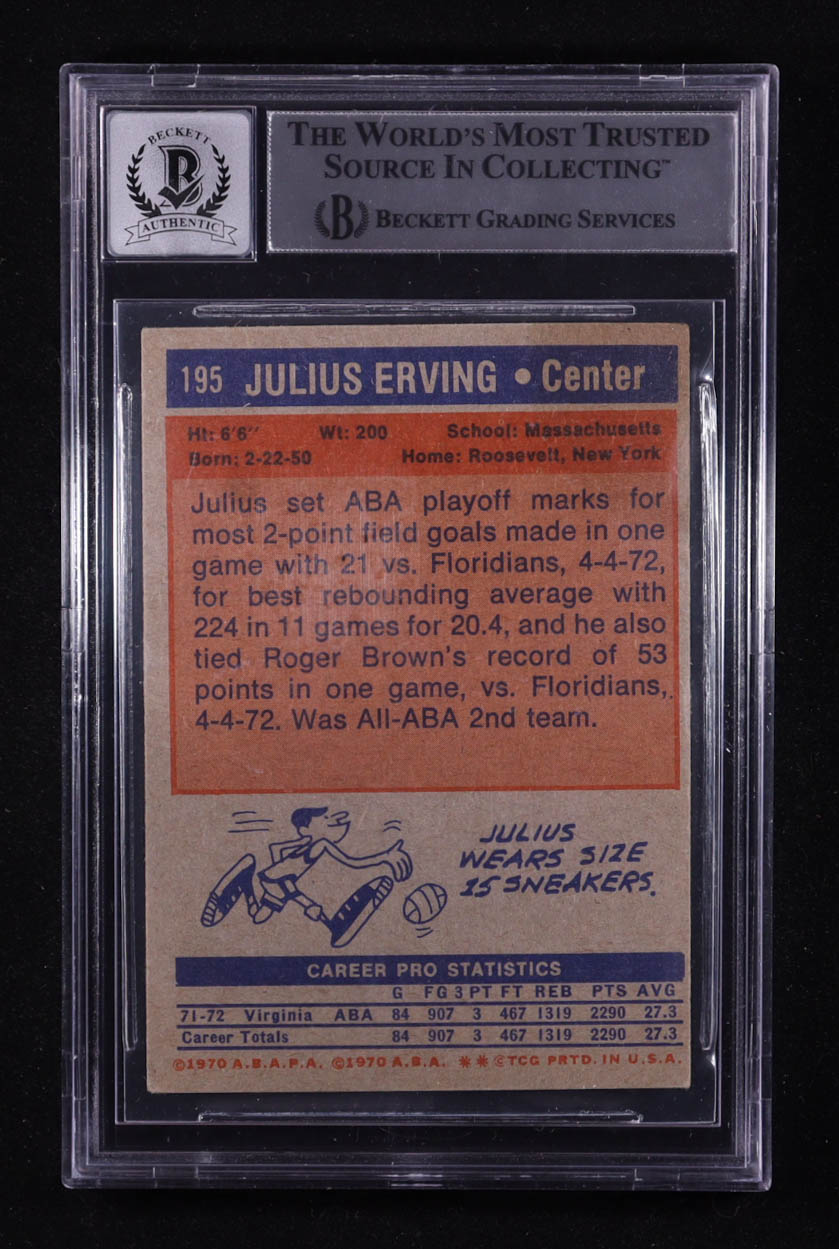 BECKETT
B
AUTHENTIC
THE WORLD'S MOST TRUSTED
SOURCE IN COLLECTING™
B BECKETT GRADING SERVICES
195 JULIUS ERVING • Center
Ht: 6'6" Wt: 200 School: Massachusetts
Born: 2-22-50 Home: Roosevelt, New York
Julius set ABA playoff marks for
most 2-point field goals made in one
game with 21 vs. Floridians, 4-4-72,
for best rebounding average with
224 in 11 games for 20.4, and he also
tied Roger Brown's record of 53
points in one game, vs. Floridians,
4-4-72. Was All-ABA 2nd team.
JULIUS
WEARS SIZE
15 SNEAKERS.
CAREER PRO STATISTICS
G FG 3 PT FT REB PTS AVG
71-72 Virginia ABA 84 907 3 467 1319 2290 27.3
Career Totals 84 907 3 467 1319 2290 27.3
©1970 A.B.A.P.A. ©1970 A.B.A. ** ©TCG PRTD. IN U.S.A.